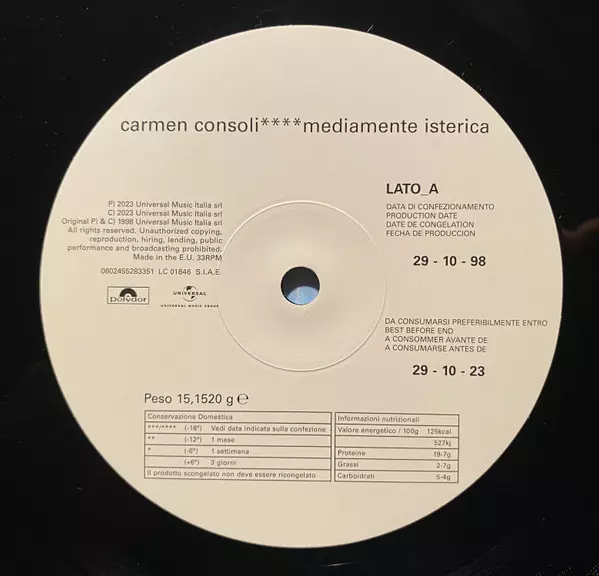 carmen consoli****mediamente isterica
P) 2023 Universal Music Italia srl
C) 2023 Universal Music Italia srl
Original P) & C) 1998 Universal Music Italia srl
All rights reserved. Unauthorized copying,
reproduction, hiring, lending, public
performance and broadcasting prohibited.
Made in the E.U. 33RPM
0602455283351 LC 01846 S.I.A.E.
polydor
UNIVERSAL
UNIVERSAL MUSIC GROUP
LATO_A
DATA DI CONFEZIONAMENTO
PRODUCTION DATE
DATE DE CONGELATION
FECHA DE PRODUCCION
29 - 10 - 98
DA CONSUMARSI PREFERIBILMENTE ENTRO
BEST BEFORE END
A CONSOMMER AVANTE DE
A CONSUMARSE ANTES DE
29 - 10 - 23
Peso 15,1520 g ℮
Conservazione Domestica
***/**** (-18°) Vedi data indicata sulla confezione
** (-12°) 1 mese
* (-6°) 1 settimana
(+6°) 3 giorni
Il prodotto scongelato non deve essere ricongelato
Informazioni nutrizionali
Valore energetico / 100g 125kcal
527kj
Proteine 19-7g
Grassi 2-7g
Carboidrati 5-4g